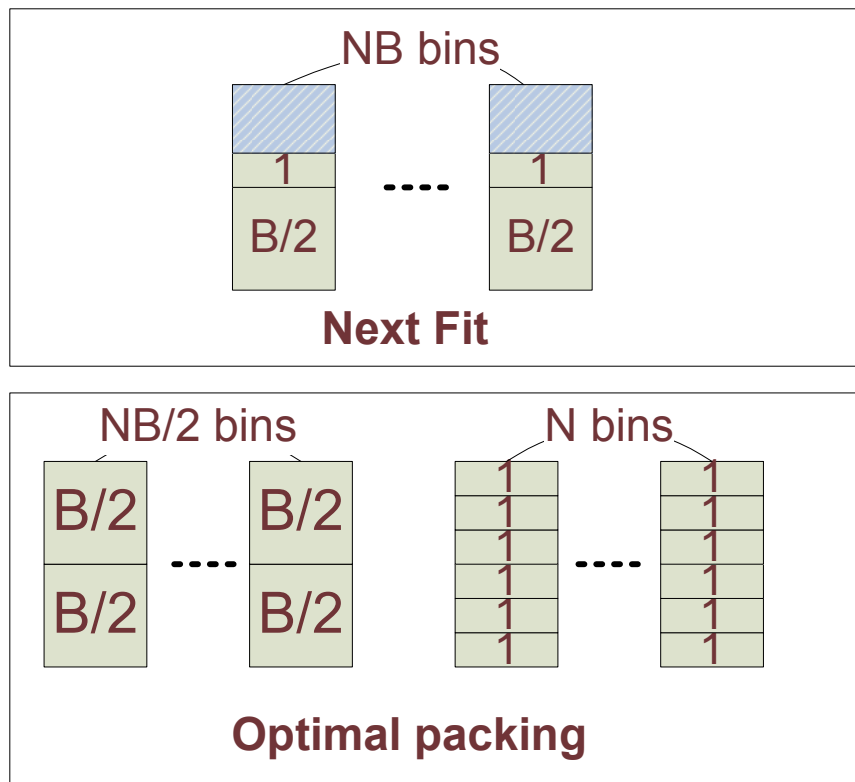 NB bins
1 1
B/2 B/2
Next Fit
NB/2 bins N bins
B/2 B/2 1 1
1 1
1 1
B/2 B/2 1 1
1 1
1 1
Optimal packing